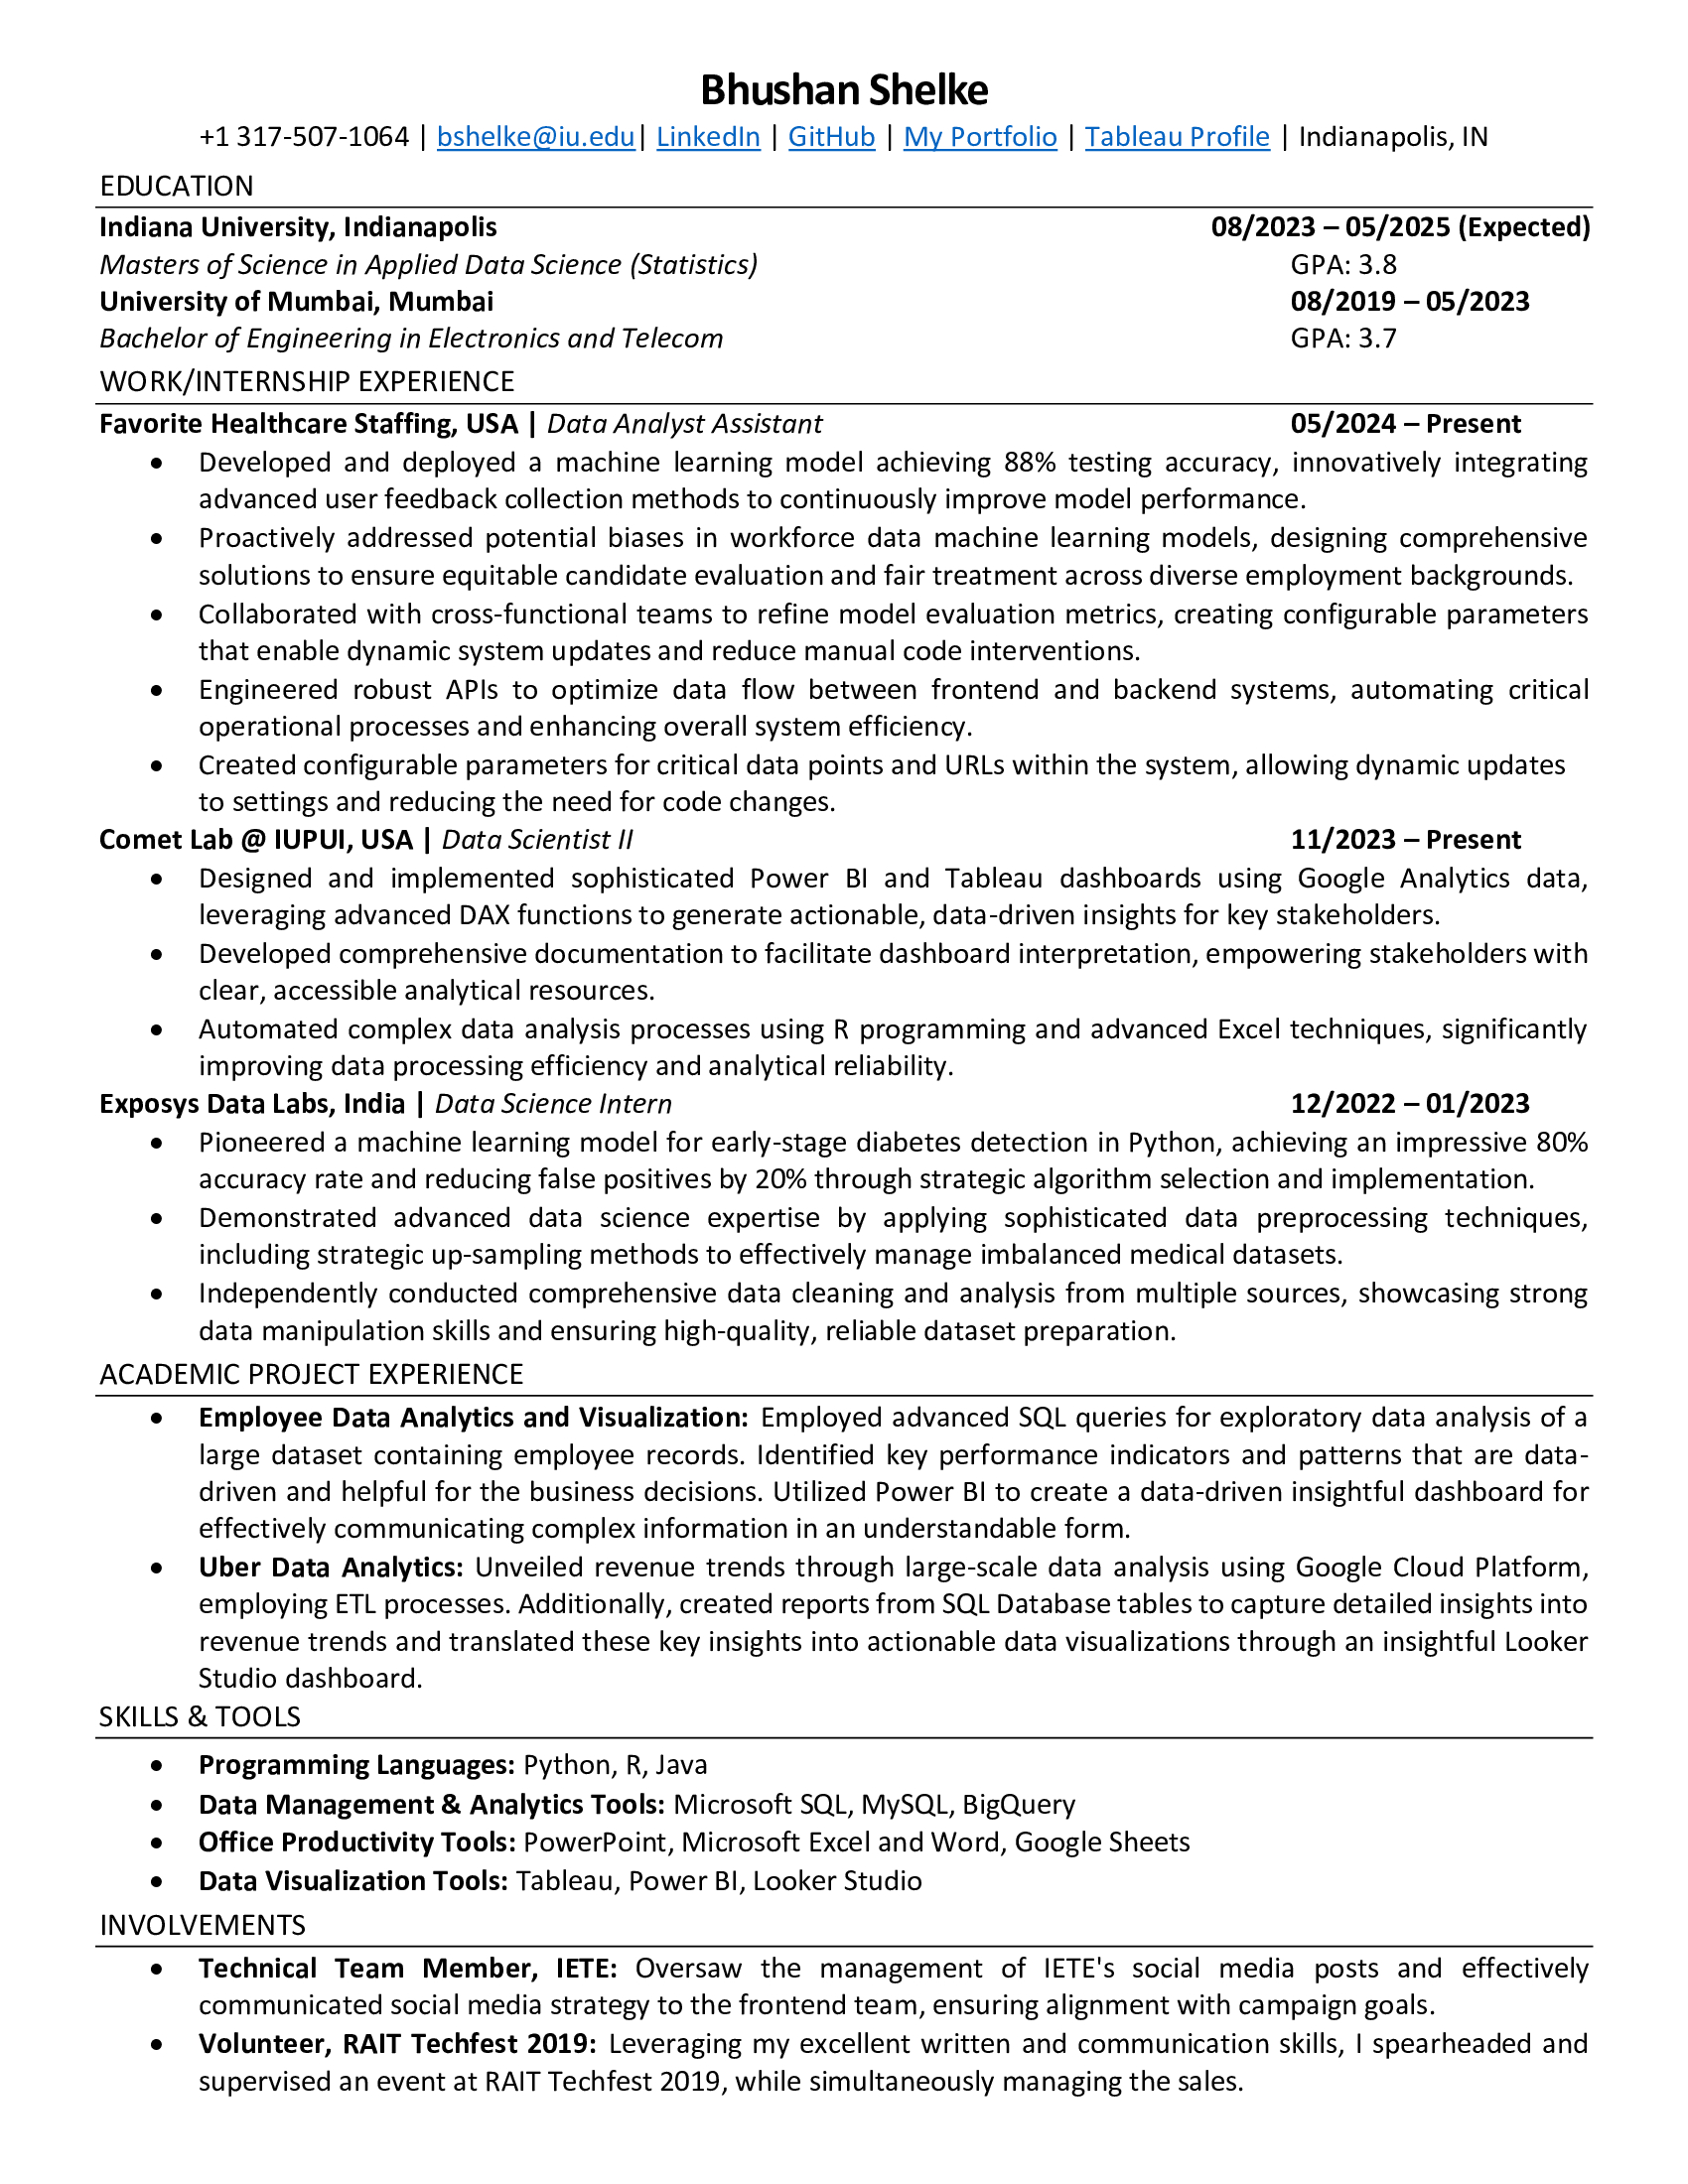 Bhushan Shelke
+1 317-507-1064 | bshelke@iu.edu| LinkedIn | GitHub | My Portfolio | Tableau Profile | Indianapolis, IN
EDUCATION
Indiana University, Indianapolis 08/2023 – 05/2025 (Expected)
Masters of Science in Applied Data Science (Statistics) GPA: 3.8
University of Mumbai, Mumbai 08/2019 – 05/2023
Bachelor of Engineering in Electronics and Telecom GPA: 3.7
WORK/INTERNSHIP EXPERIENCE
Favorite Healthcare Staffing, USA | Data Analyst Assistant 05/2024 – Present
• Developed and deployed a machine learning model achieving 88% testing accuracy, innovatively integrating
advanced user feedback collection methods to continuously improve model performance.
• Proactively addressed potential biases in workforce data machine learning models, designing comprehensive
solutions to ensure equitable candidate evaluation and fair treatment across diverse employment backgrounds.
• Collaborated with cross-functional teams to refine model evaluation metrics, creating configurable parameters
that enable dynamic system updates and reduce manual code interventions.
• Engineered robust APIs to optimize data flow between frontend and backend systems, automating critical
operational processes and enhancing overall system efficiency.
• Created configurable parameters for critical data points and URLs within the system, allowing dynamic updates
to settings and reducing the need for code changes.
Comet Lab @ IUPUI, USA | Data Scientist II 11/2023 – Present
• Designed and implemented sophisticated Power BI and Tableau dashboards using Google Analytics data,
leveraging advanced DAX functions to generate actionable, data-driven insights for key stakeholders.
• Developed comprehensive documentation to facilitate dashboard interpretation, empowering stakeholders with
clear, accessible analytical resources.
• Automated complex data analysis processes using R programming and advanced Excel techniques, significantly
improving data processing efficiency and analytical reliability.
Exposys Data Labs, India | Data Science Intern 12/2022 – 01/2023
• Pioneered a machine learning model for early-stage diabetes detection in Python, achieving an impressive 80%
accuracy rate and reducing false positives by 20% through strategic algorithm selection and implementation.
• Demonstrated advanced data science expertise by applying sophisticated data preprocessing techniques,
including strategic up-sampling methods to effectively manage imbalanced medical datasets.
• Independently conducted comprehensive data cleaning and analysis from multiple sources, showcasing strong
data manipulation skills and ensuring high-quality, reliable dataset preparation.
ACADEMIC PROJECT EXPERIENCE
• Employee Data Analytics and Visualization: Employed advanced SQL queries for exploratory data analysis of a
large dataset containing employee records. Identified key performance indicators and patterns that are data-
driven and helpful for the business decisions. Utilized Power BI to create a data-driven insightful dashboard for
effectively communicating complex information in an understandable form.
• Uber Data Analytics: Unveiled revenue trends through large-scale data analysis using Google Cloud Platform,
employing ETL processes. Additionally, created reports from SQL Database tables to capture detailed insights into
revenue trends and translated these key insights into actionable data visualizations through an insightful Looker
Studio dashboard.
SKILLS & TOOLS
• Programming Languages: Python, R, Java
• Data Management & Analytics Tools: Microsoft SQL, MySQL, BigQuery
• Office Productivity Tools: PowerPoint, Microsoft Excel and Word, Google Sheets
• Data Visualization Tools: Tableau, Power BI, Looker Studio
INVOLVEMENTS
• Technical Team Member, IETE: Oversaw the management of IETE's social media posts and effectively
communicated social media strategy to the frontend team, ensuring alignment with campaign goals.
• Volunteer, RAIT Techfest 2019: Leveraging my excellent written and communication skills, I spearheaded and
supervised an event at RAIT Techfest 2019, while simultaneously managing the sales.